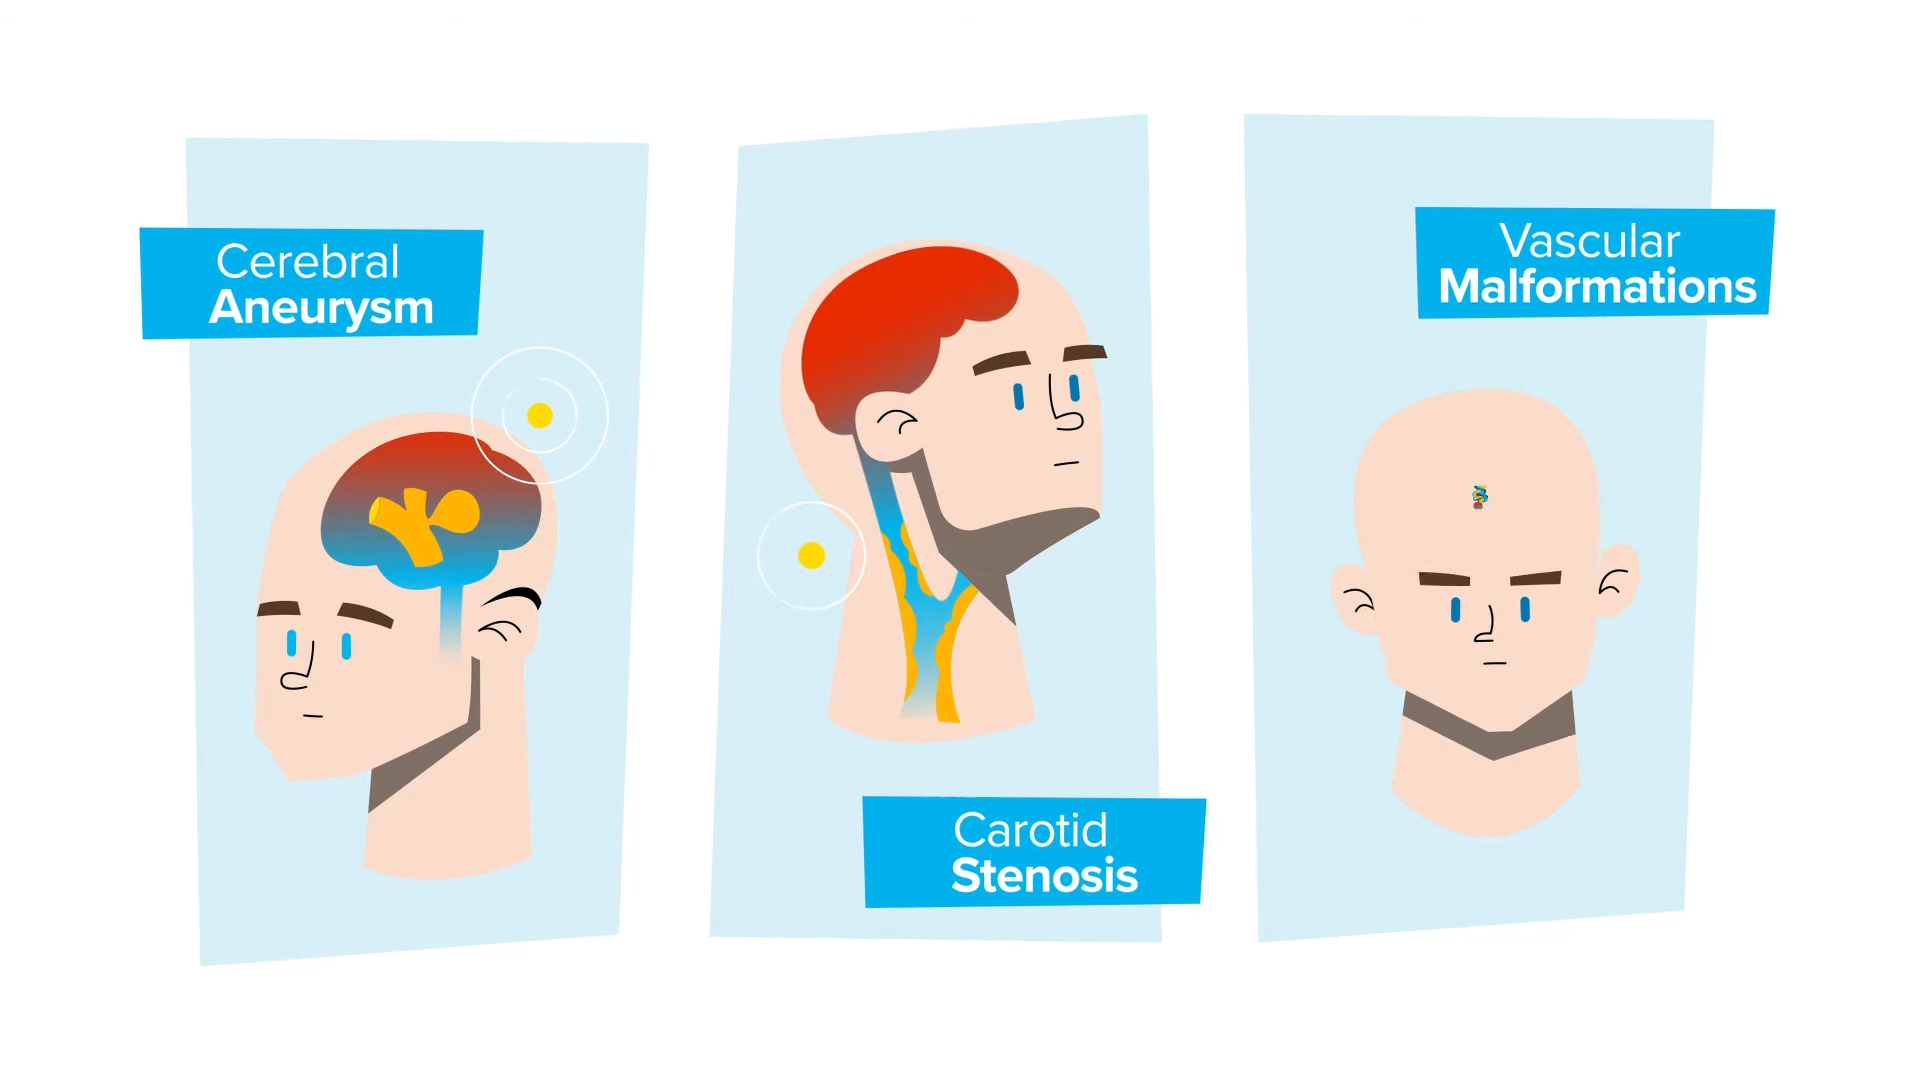 Cerebral
Aneurysm
Carotid
Stenosis
Vascular
Malformations